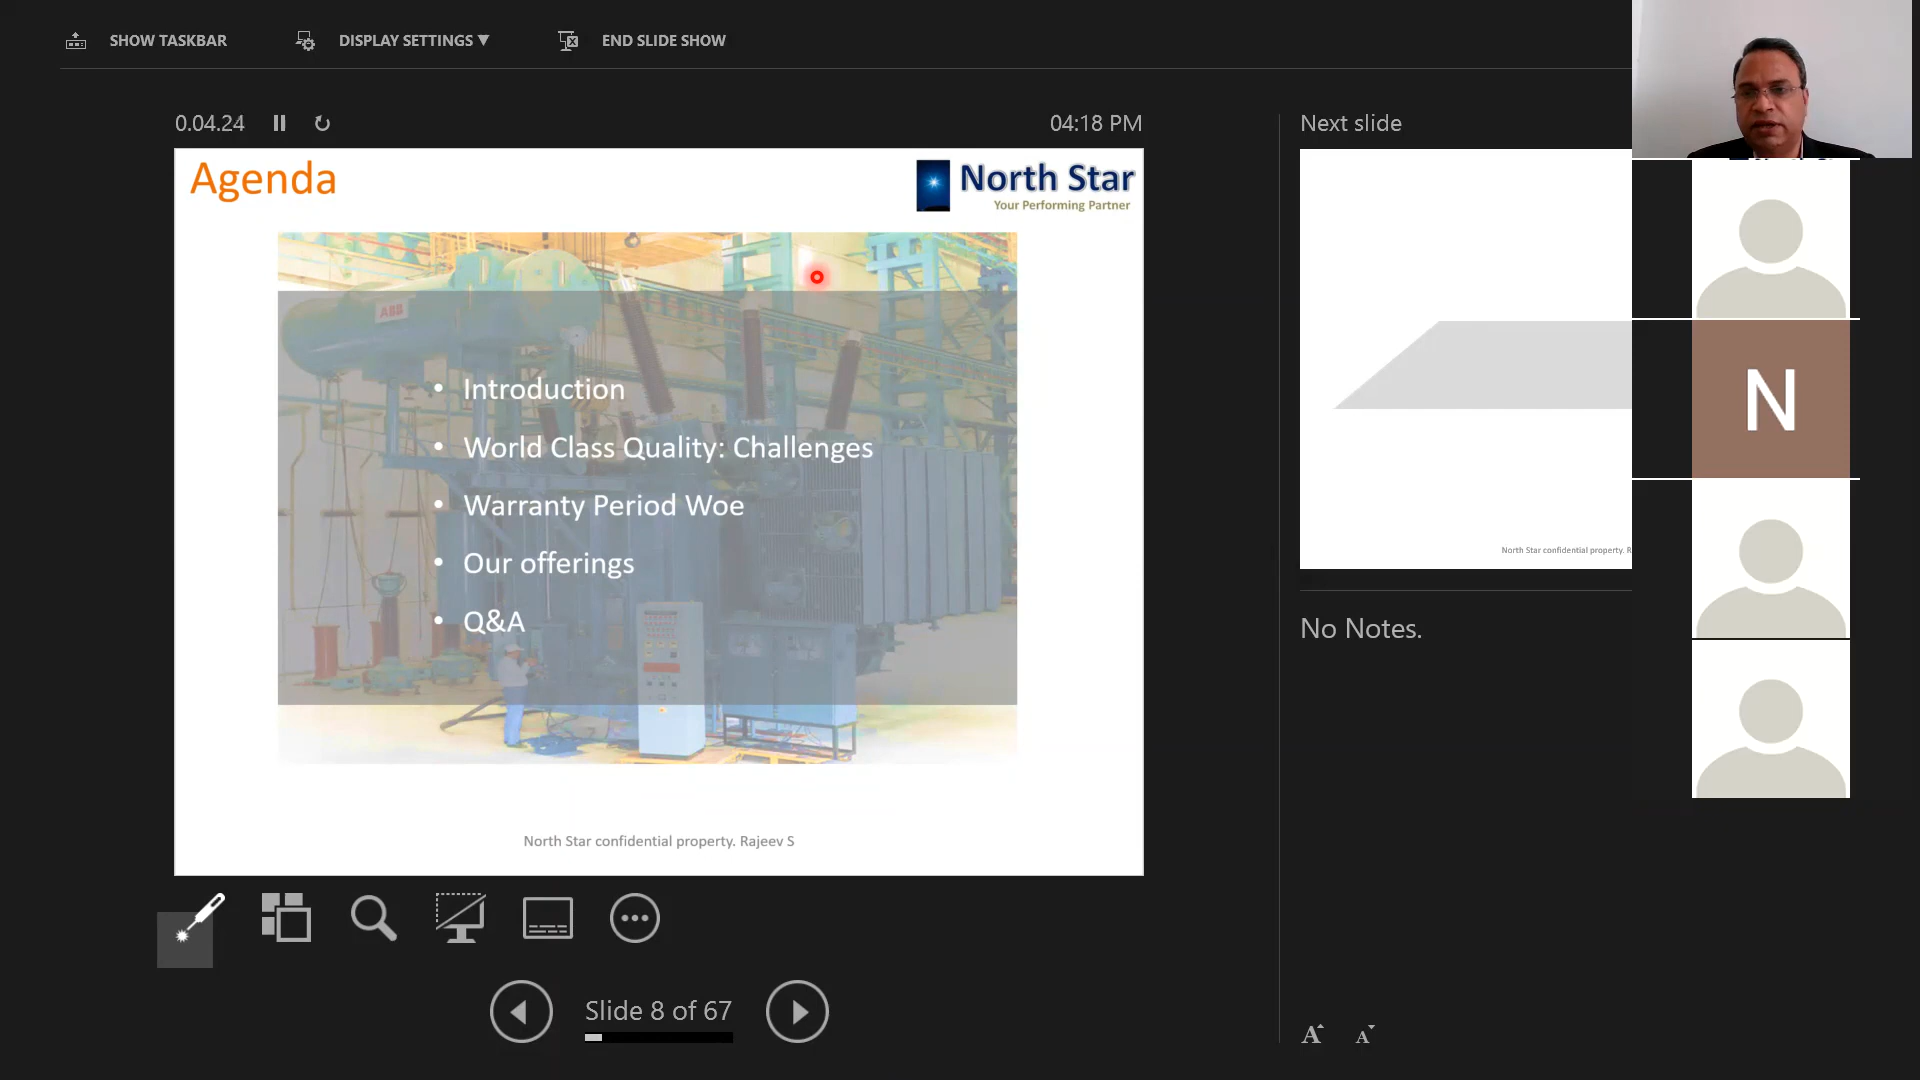 SHOW TASKBAR
DISPLAY SETTINGS ▼
END SLIDE SHOW
0.04.24
04:18 PM
Next slide
Agenda
North Star
Your Performing Partner
ABB
• Introduction
• World Class Quality: Challenges
• Warranty Period Woe
• Our offerings
• Q&A
North Star confidential property. Rajeev S
North Star confidential property. R
N
No Notes.
Slide 8 of 67
A A